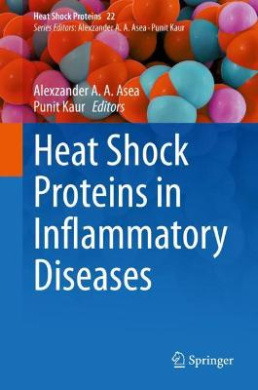 Heat Shock Proteins 22
Series Editors: Alexzander A. A. Asea · Punit Kaur
Alexzander A. A. Asea
Punit Kaur Editors
Heat Shock
Proteins in
Inflammatory
Diseases
Springer